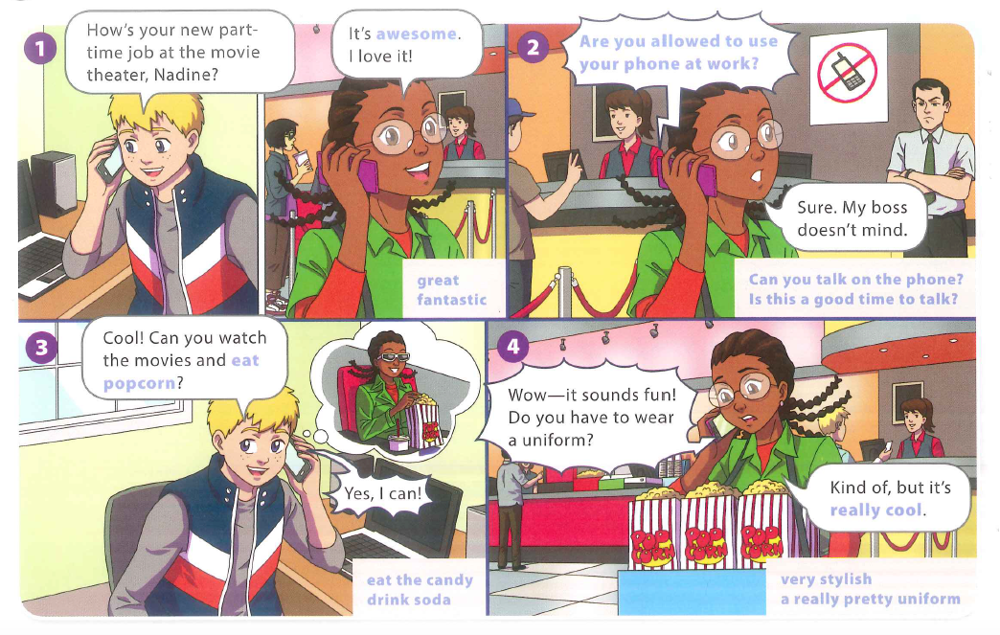 1
How's your new part-
time job at the movie
theater, Nadine?
It's awesome.
I love it!
great
fantastic
2
Are you allowed to use
your phone at work?
Sure. My boss
doesn't mind.
Can you talk on the phone?
Is this a good time to talk?
3
Cool! Can you watch
the movies and eat
popcorn?
Yes, I can!
eat the candy
drink soda
4
Wow—it sounds fun!
Do you have to wear
a uniform?
Kind of, but it's
really cool.
POP
CORN
POP
CORN
POP
CORN
very stylish
a really pretty uniform